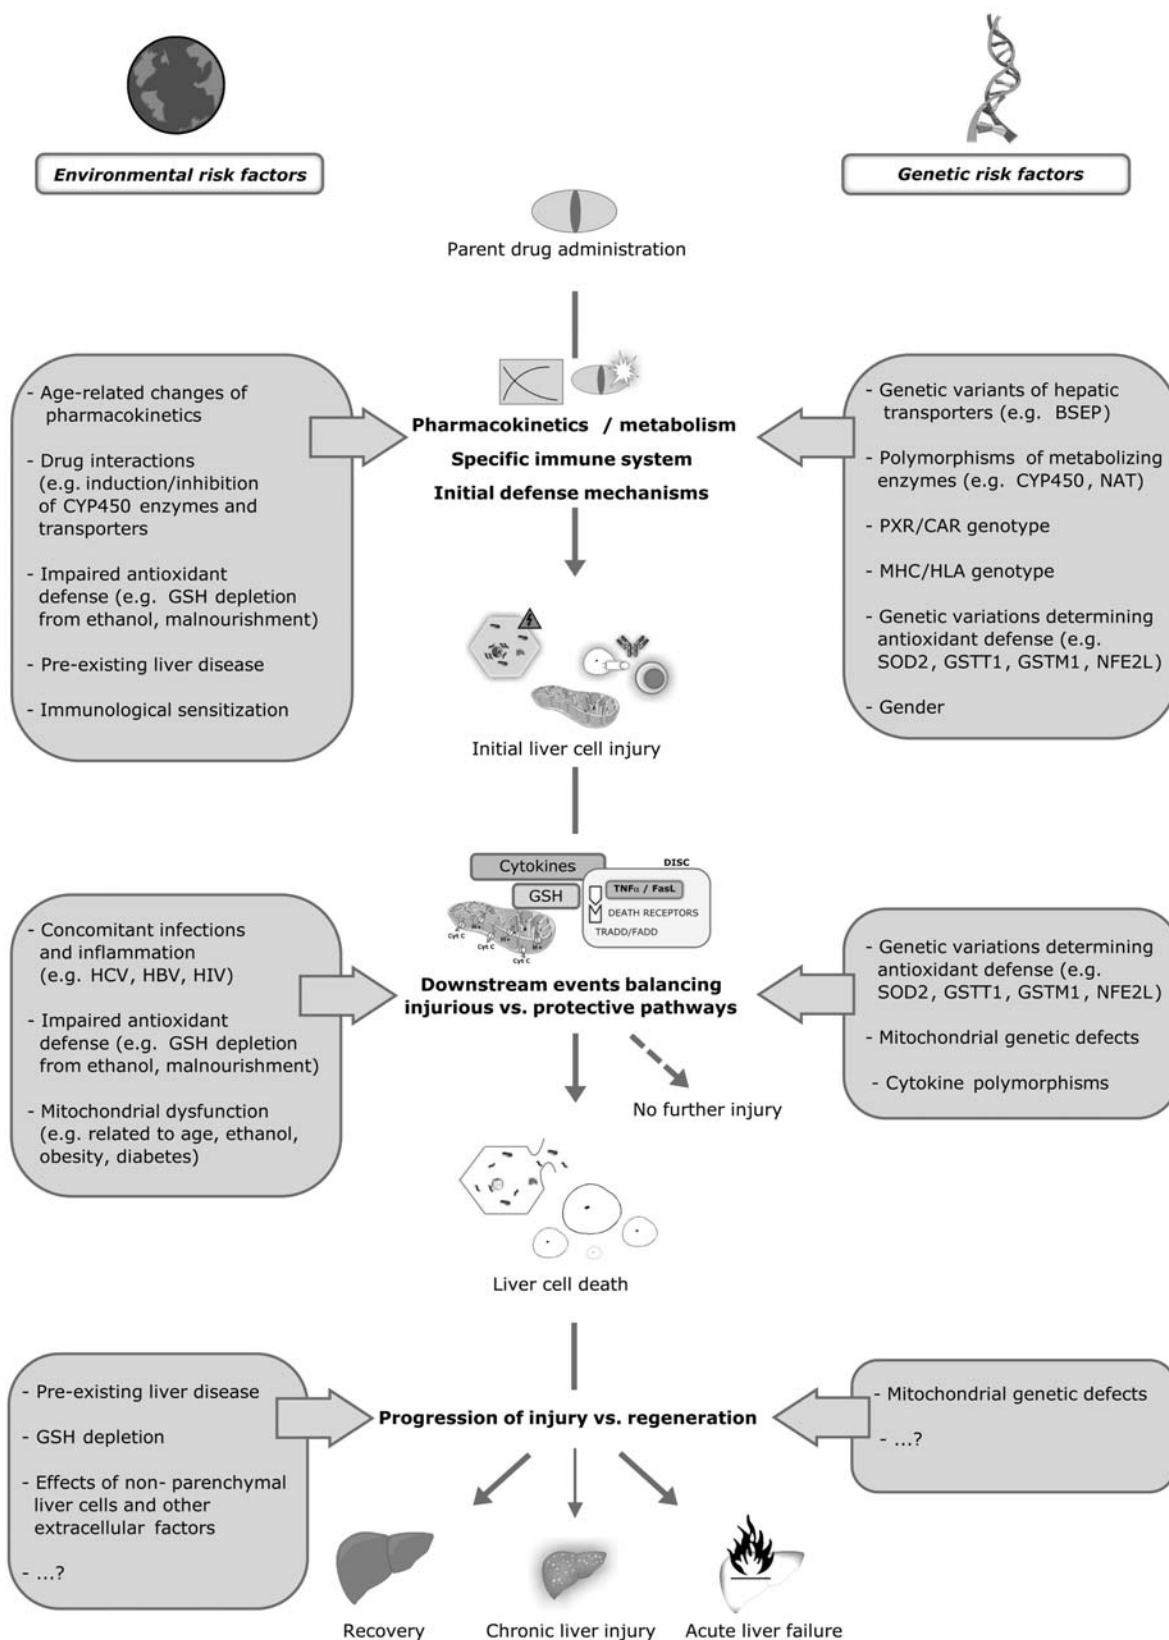 Environmental risk factors
Genetic risk factors
Parent drug administration
- Age-related changes of
pharmacokinetics
- Drug interactions
(e.g. induction/inhibition
of CYP450 enzymes and
transporters
- Impaired antioxidant
defense (e.g. GSH depletion
from ethanol, malnourishment)
- Pre-existing liver disease
- Immunological sensitization
Pharmacokinetics / metabolism
Specific immune system
Initial defense mechanisms
- Genetic variants of hepatic
transporters (e.g. BSEP)
- Polymorphisms of metabolizing
enzymes (e.g. CYP450, NAT)
- PXR/CAR genotype
- MHC/HLA genotype
- Genetic variations determining
antioxidant defense (e.g.
SOD2, GSTT1, GSTM1, NFE2L)
- Gender
Initial liver cell injury
Cytokines
GSH
DISC
TNFα / FasL
DEATH RECEPTORS
TRADD/FADD
Cyt C
Cyt C
Cyt C
- Concomitant infections
and inflammation
(e.g. HCV, HBV, HIV)
- Impaired antioxidant
defense (e.g. GSH depletion
from ethanol, malnourishment)
- Mitochondrial dysfunction
(e.g. related to age, ethanol,
obesity, diabetes)
Downstream events balancing
injurious vs. protective pathways
- Genetic variations determining
antioxidant defense (e.g.
SOD2, GSTT1, GSTM1, NFE2L)
- Mitochondrial genetic defects
- Cytokine polymorphisms
No further injury
Liver cell death
- Pre-existing liver disease
- GSH depletion
- Effects of non- parenchymal
liver cells and other
extracellular factors
- ...?
Progression of injury vs. regeneration
- Mitochondrial genetic defects
- ...?
Recovery
Chronic liver injury
Acute liver failure